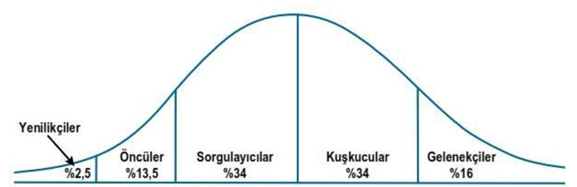 Yenilikçiler
%2,5
Öncüler
%13,5
Sorgulayıcılar
%34
Kuşkucular
%34
Gelenekçiler
%16